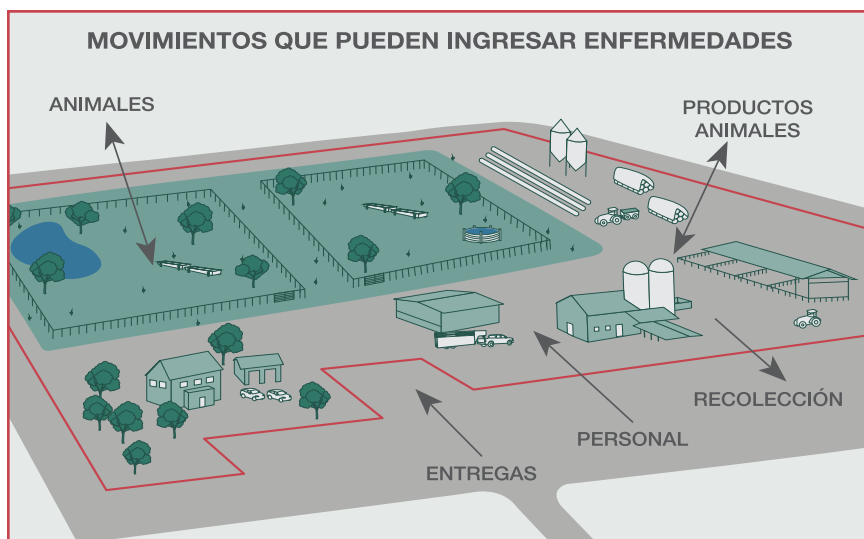 MOVIMIENTOS QUE PUEDEN INGRESAR ENFERMEDADES
ANIMALES
PRODUCTOS
ANIMALES
RECOLECCIÓN
PERSONAL
ENTREGAS